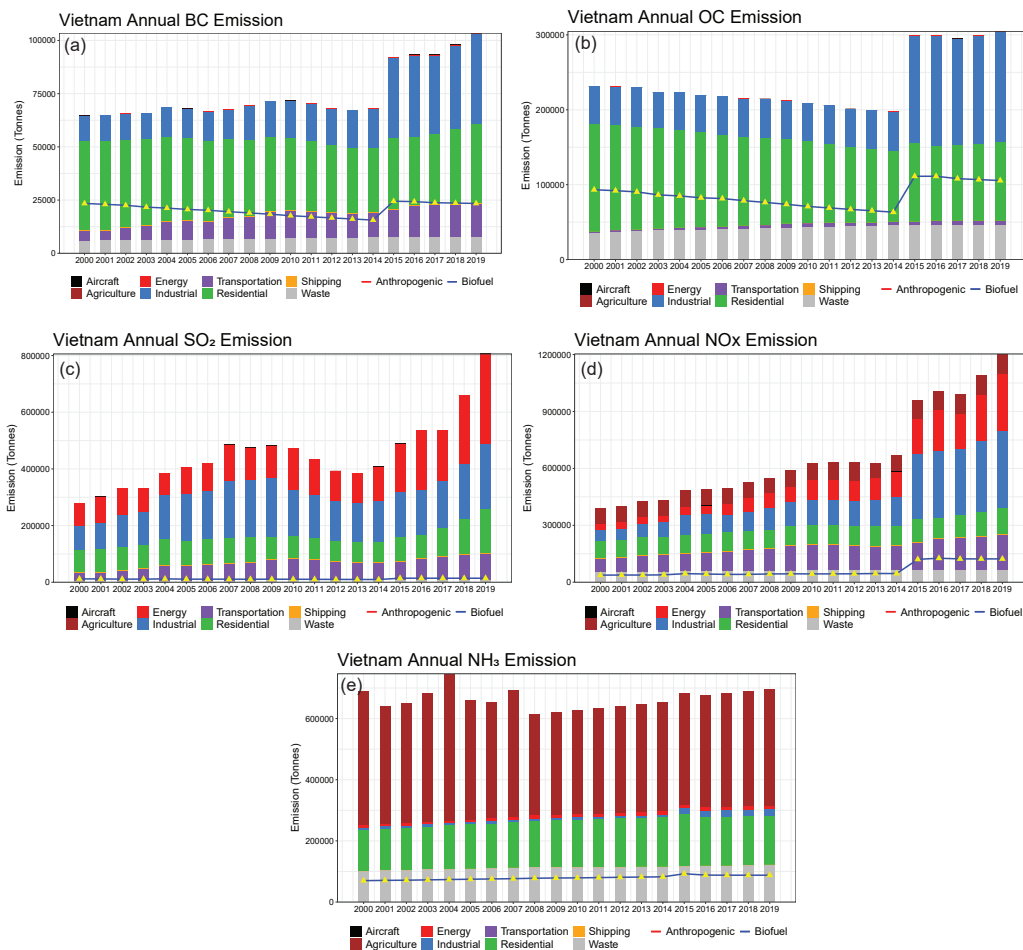 Vietnam Annual BC Emission
(a)
Emission (Tonnes)
100000
75000
50000
25000
0
2000 2001 2002 2003 2004 2005 2006 2007 2008 2009 2010 2011 2012 2013 2014 2015 2016 2017 2018 2019
Aircraft Energy Transportation Shipping Anthropogenic Biofuel
Agriculture Industrial Residential Waste
Vietnam Annual OC Emission
(b)
Emission (Tonnes)
300000
200000
100000
0
2000 2001 2002 2003 2004 2005 2006 2007 2008 2009 2010 2011 2012 2013 2014 2015 2016 2017 2018 2019
Aircraft Energy Transportation Shipping Anthropogenic Biofuel
Agriculture Industrial Residential Waste
Vietnam Annual SO₂ Emission
(c)
Emission (Tonnes)
800000
600000
400000
200000
0
2000 2001 2002 2003 2004 2005 2006 2007 2008 2009 2010 2011 2012 2013 2014 2015 2016 2017 2018 2019
Aircraft Energy Transportation Shipping Anthropogenic Biofuel
Agriculture Industrial Residential Waste
Vietnam Annual NOx Emission
(d)
Emission (Tonnes)
1200000
900000
600000
300000
0
2000 2001 2002 2003 2004 2005 2006 2007 2008 2009 2010 2011 2012 2013 2014 2015 2016 2017 2018 2019
Aircraft Energy Transportation Shipping Anthropogenic Biofuel
Agriculture Industrial Residential Waste
Vietnam Annual NH₃ Emission
(e)
Emission (Tonnes)
600000
400000
200000
0
2000 2001 2002 2003 2004 2005 2006 2007 2008 2009 2010 2011 2012 2013 2014 2015 2016 2017 2018 2019
Aircraft Energy Transportation Shipping Anthropogenic Biofuel
Agriculture Industrial Residential Waste